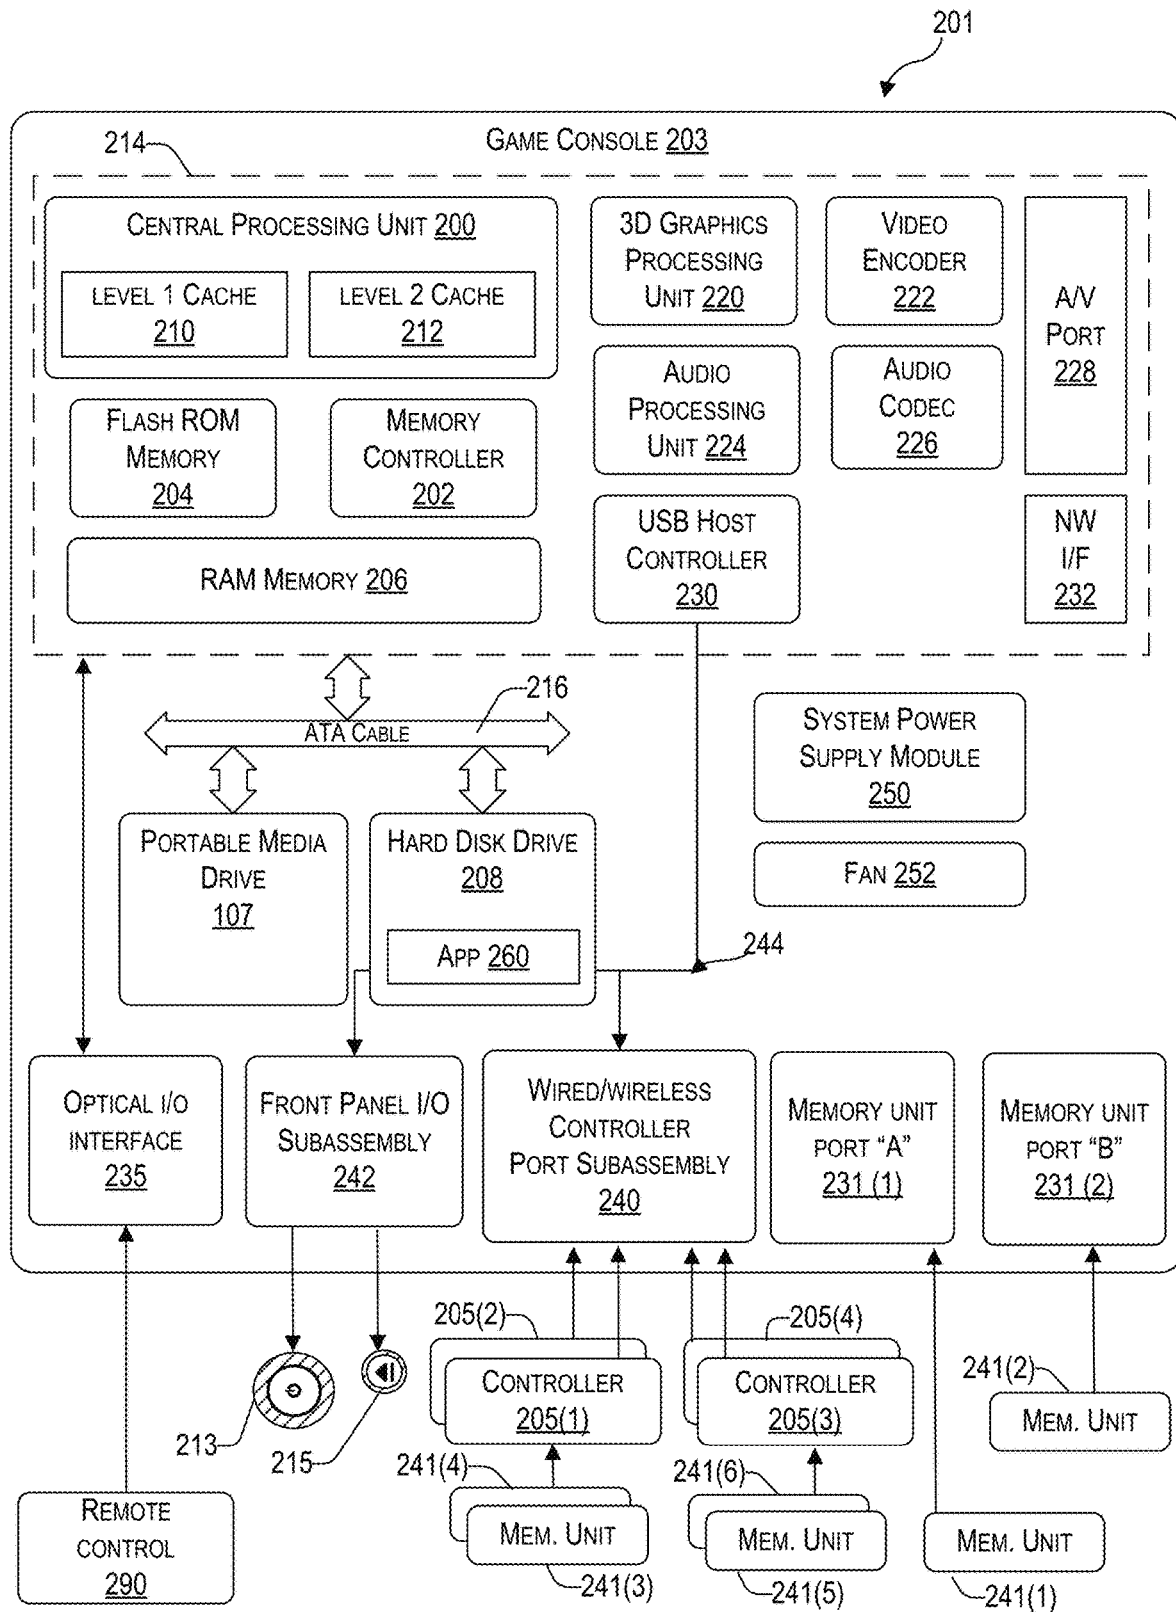 201
GAME CONSOLE 203
214
CENTRAL PROCESSING UNIT 200
LEVEL 1 CACHE
210
LEVEL 2 CACHE
212
3D GRAPHICS
PROCESSING
UNIT 220
VIDEO
ENCODER
222
A/V
PORT
228
AUDIO
PROCESSING
UNIT 224
AUDIO
CODEC
226
FLASH ROM
MEMORY
204
MEMORY
CONTROLLER
202
USB HOST
CONTROLLER
230
NW
I/F
232
RAM MEMORY 206
216
ATA CABLE
SYSTEM POWER
SUPPLY MODULE
250
PORTABLE MEDIA
DRIVE
107
HARD DISK DRIVE
208
APP 260
FAN 252
244
OPTICAL I/O
INTERFACE
235
FRONT PANEL I/O
SUBASSEMBLY
242
WIRED/WIRELESS
CONTROLLER
PORT SUBASSEMBLY
240
MEMORY UNIT
PORT “A”
231 (1)
MEMORY UNIT
PORT “B”
231 (2)
205(2)
CONTROLLER
205(1)
205(4)
CONTROLLER
205(3)
241(2)
MEM. UNIT
213
215
241(4)
MEM. UNIT
241(3)
241(6)
MEM. UNIT
241(5)
MEM. UNIT
241(1)
REMOTE
CONTROL
290